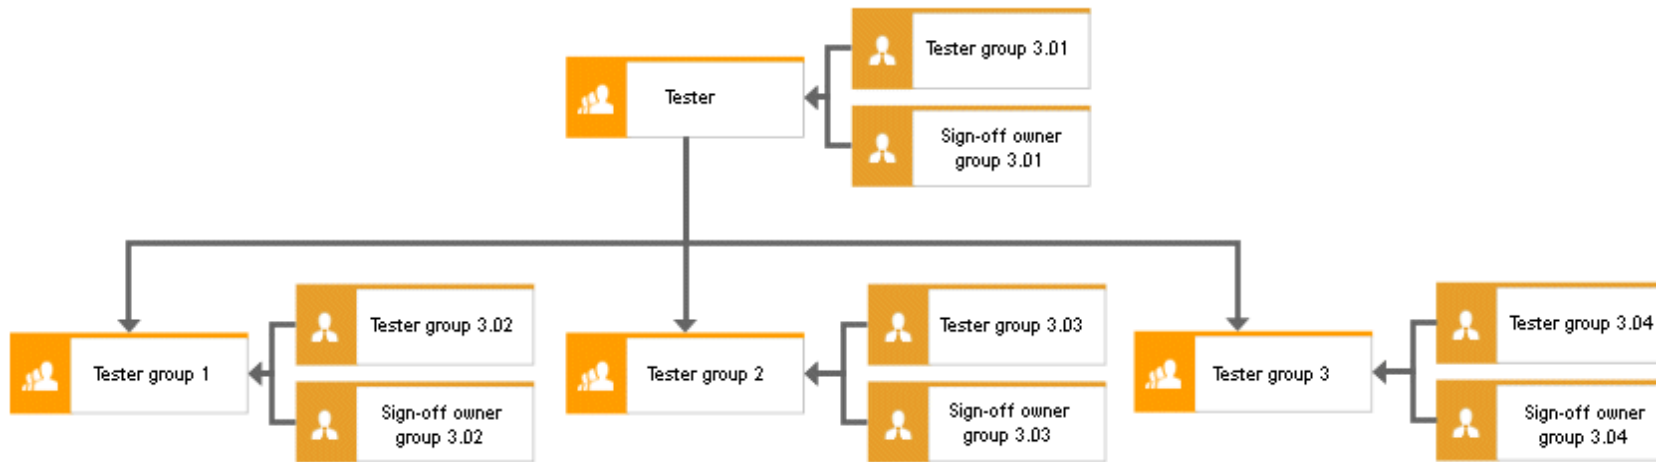 Tester group 3.01
Tester
Sign-off owner
group 3.01
Tester group 3.02
Tester group 3.03
Tester group 3.04
Tester group 1
Tester group 2
Tester group 3
Sign-off owner
group 3.02
Sign-off owner
group 3.03
Sign-off owner
group 3.04